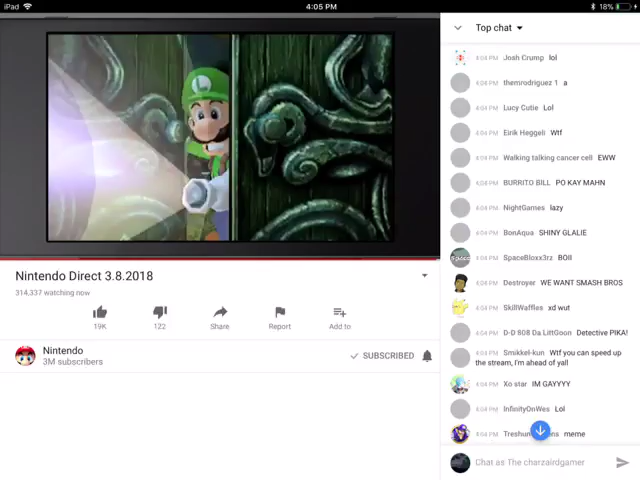 iPad 4:05 PM 18%
Top chat
4:04 PM Josh Crump lol
4:04 PM themrodriguez 1 a
4:04 PM Lucy Cutie Lol
4:04 PM Eirik Heggeli Wtf
4:04 PM Walking talking cancer cell EWW
4:04 PM BURRITO BILL PO KAY MAHN
4:04 PM NightGames lazy
4:04 PM BonAqua SHINY GLALIE
4:04 PM SpaceBloxx3rz BOII
4:04 PM Destroyer WE WANT SMASH BROS
4:04 PM SkillWaffles xd wut
4:04 PM D-D 808 Da LittGoon Detective PIKA!
4:04 PM Smikkel-kun Wtf you can speed up
the stream, I'm ahead of yall
4:04 PM Xo star IM GAYYYY
4:04 PM InfinityOnWes Lol
4:04 PM meme
Chat as The charzairdgamer
Nintendo Direct 3.8.2018
314,337 watching now
19K 122 Share Report Add to
Nintendo
3M subscribers
SUBSCRIBED